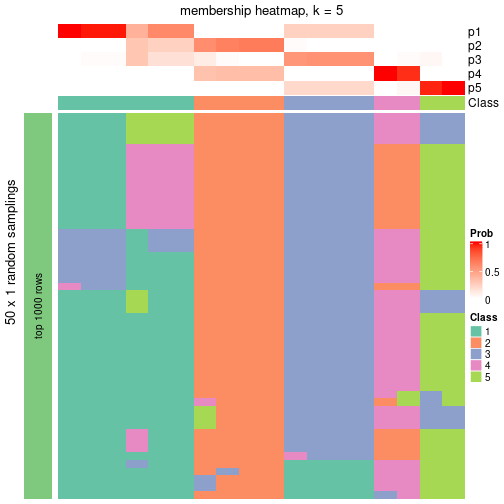 membership heatmap, k = 5
p1
p2
p3
p4
p5
Class
50 x 1 random samplings
top 1000 rows
Prob
1
0.5
0
Class
1
2
3
4
5